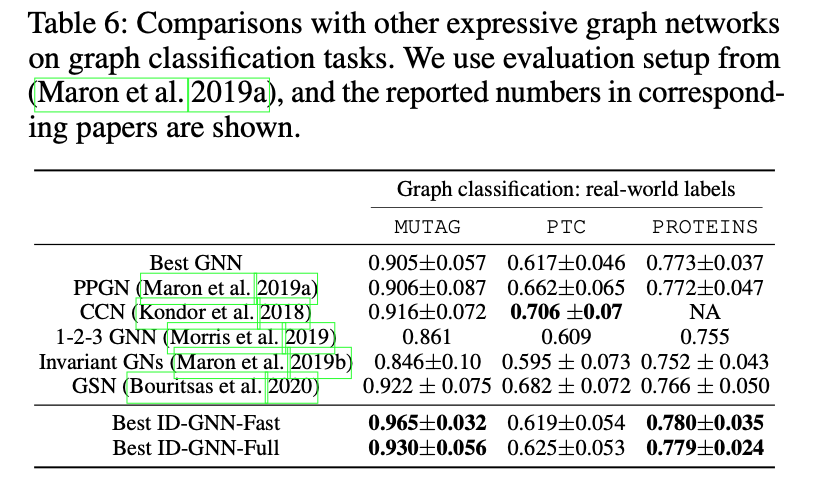 Table 6: Comparisons with other expressive graph networks
on graph classification tasks. We use evaluation setup from
(Maron et al. 2019a), and the reported numbers in correspond-
ing papers are shown.
Graph classification: real-world labels
MUTAG PTC PROTEINS
Best GNN 0.905±0.057 0.617±0.046 0.773±0.037
PPGN (Maron et al. 2019a) 0.906±0.087 0.662±0.065 0.772±0.047
CCN (Kondor et al. 2018) 0.916±0.072 0.706 ±0.07 NA
1-2-3 GNN (Morris et al. 2019) 0.861 0.609 0.755
Invariant GNs (Maron et al. 2019b) 0.846±0.10 0.595 ± 0.073 0.752 ± 0.043
GSN (Bouritsas et al. 2020) 0.922 ± 0.075 0.682 ± 0.072 0.766 ± 0.050
Best ID-GNN-Fast 0.965±0.032 0.619±0.054 0.780±0.035
Best ID-GNN-Full 0.930±0.056 0.625±0.053 0.779±0.024